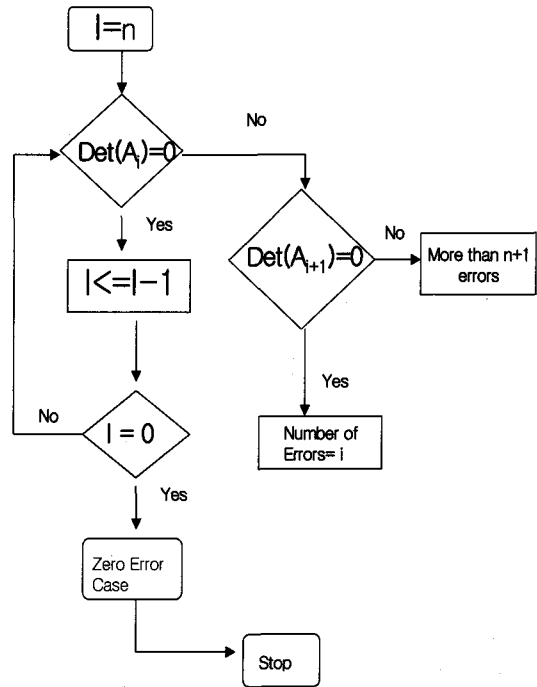 I=n
No
Det(Ai)=0
Yes
No
Det(Ai+1)=0
More than n+1
errors
I<=I-1
Yes
No
I = 0
Number of
Errors= i
Yes
Zero Error
Case
Stop